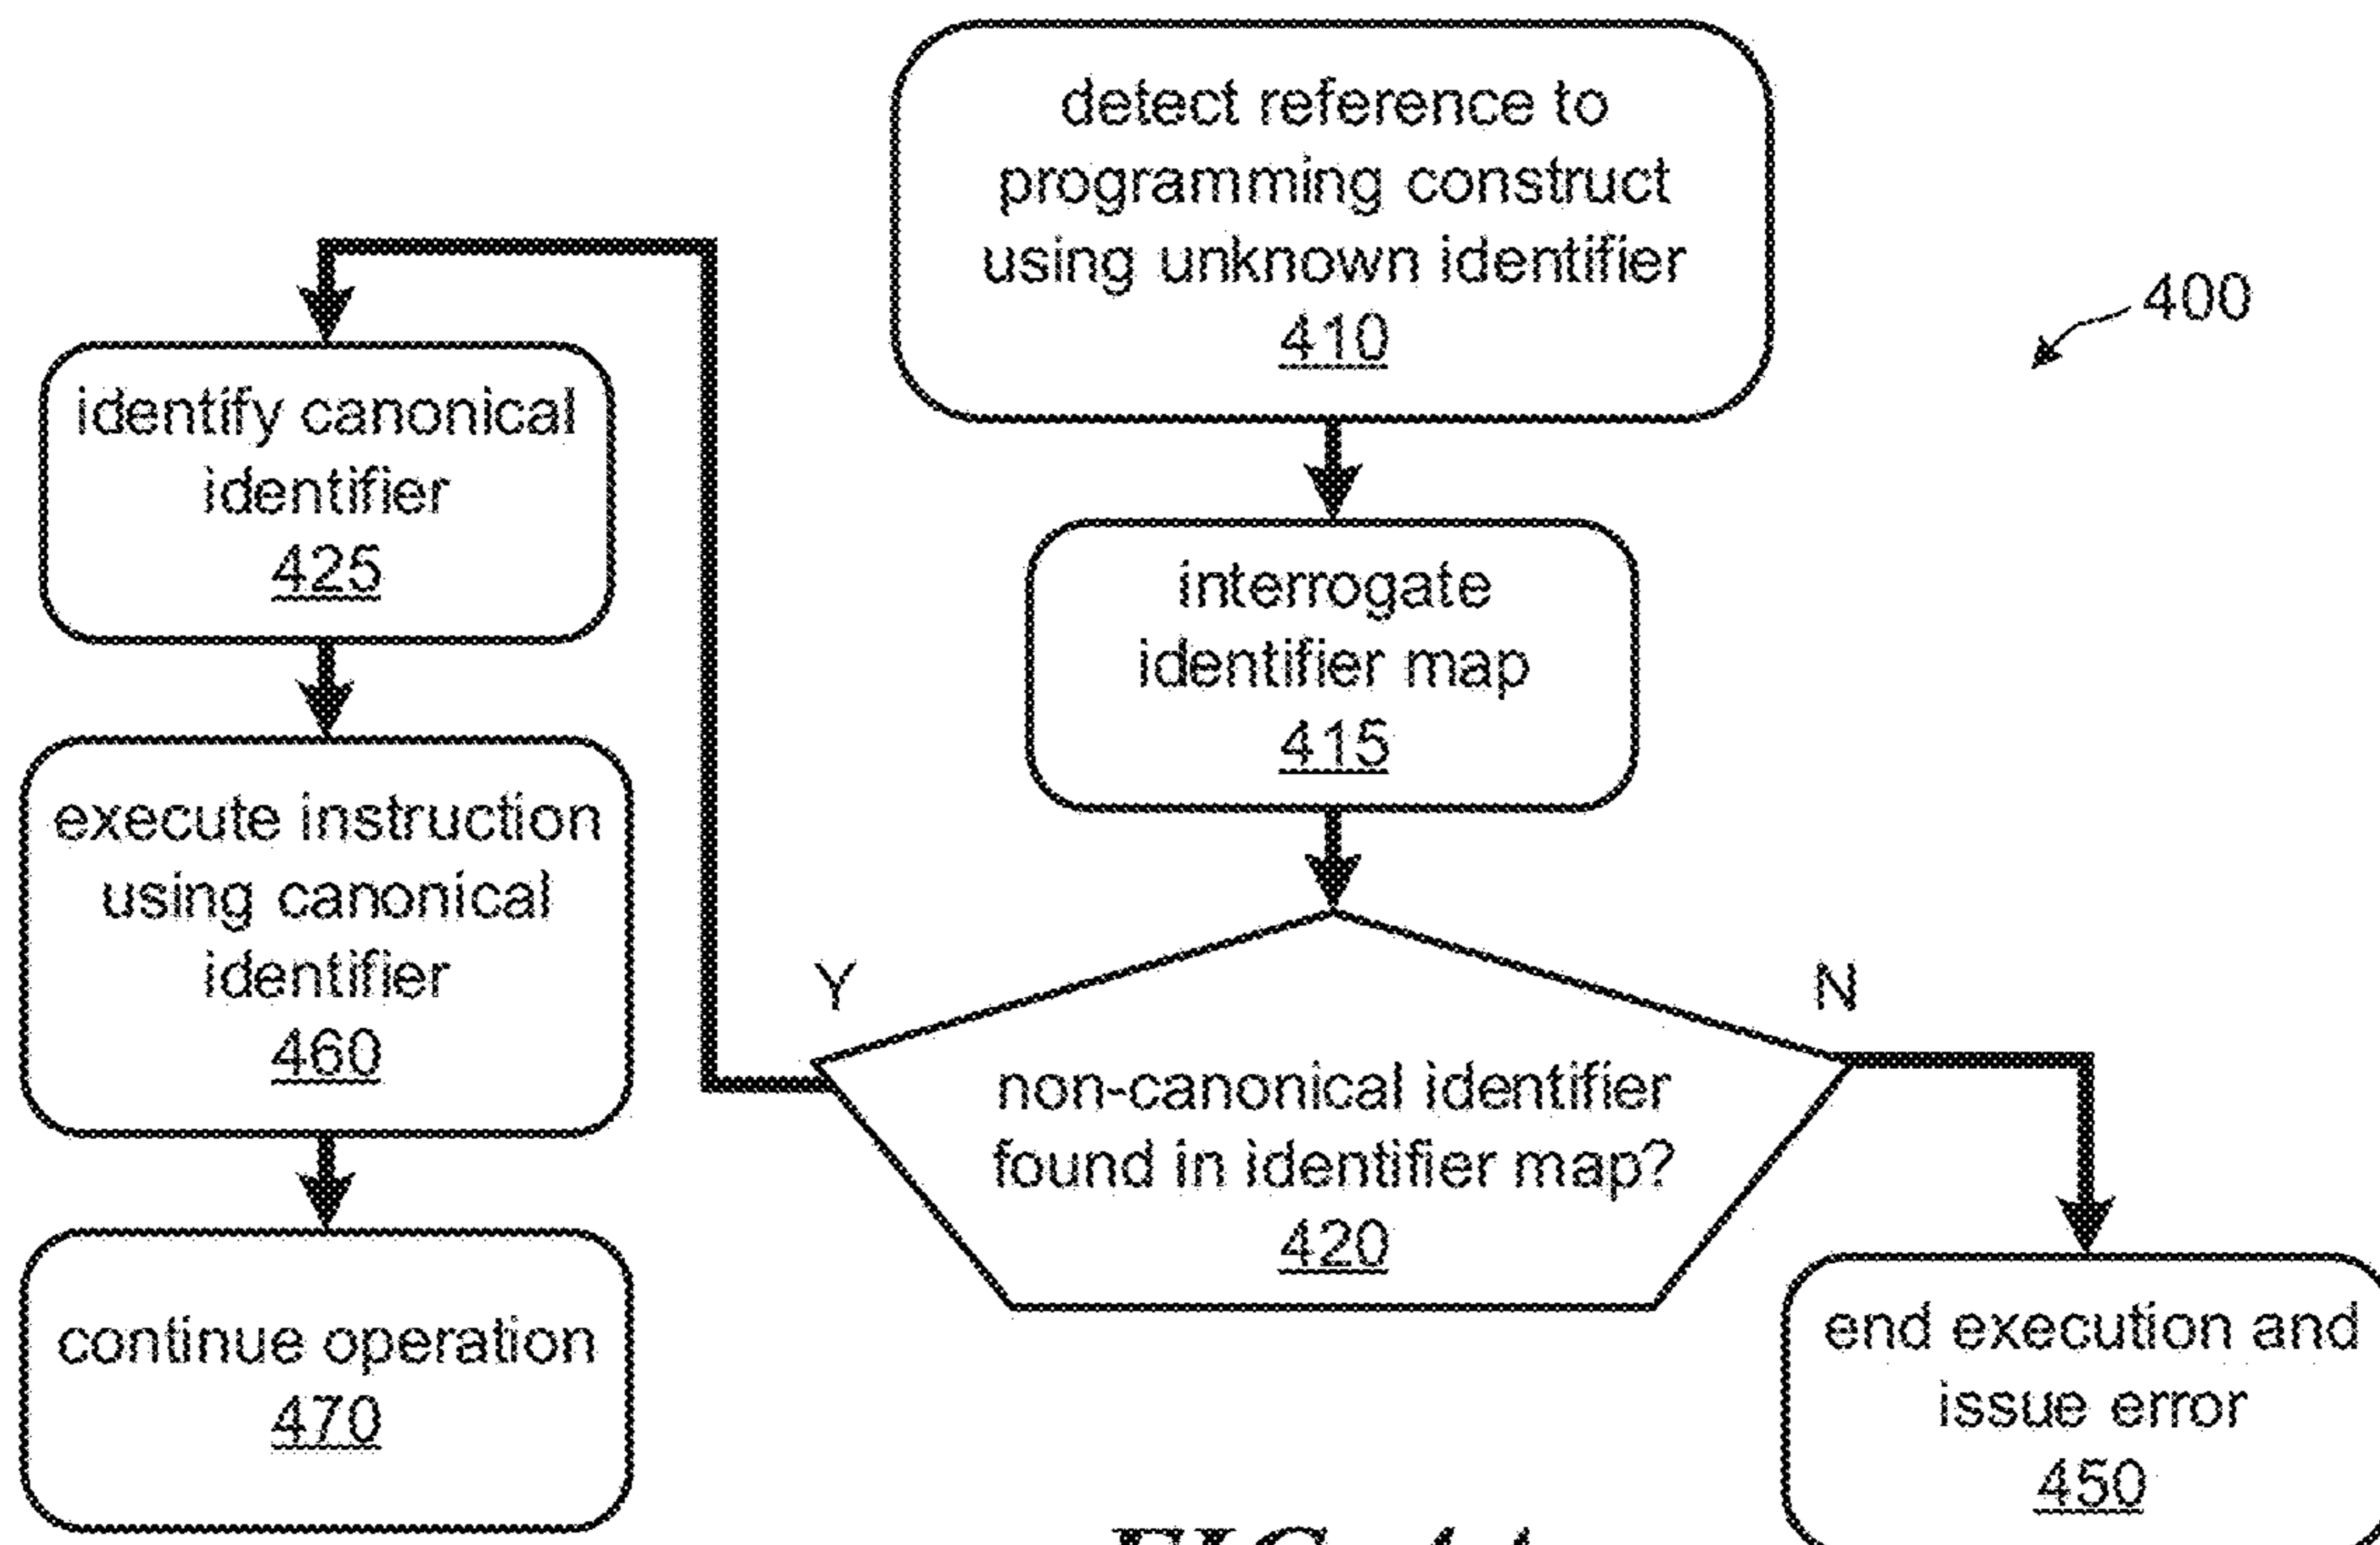 detect reference to
programming construct
using unknown identifier
410
400
interrogate
identifier map
415
non-canonical identifier
found in identifier map?
420
Y
N
identify canonical
identifier
425
execute instruction
using canonical
identifier
460
continue operation
470
end execution and
issue error
450